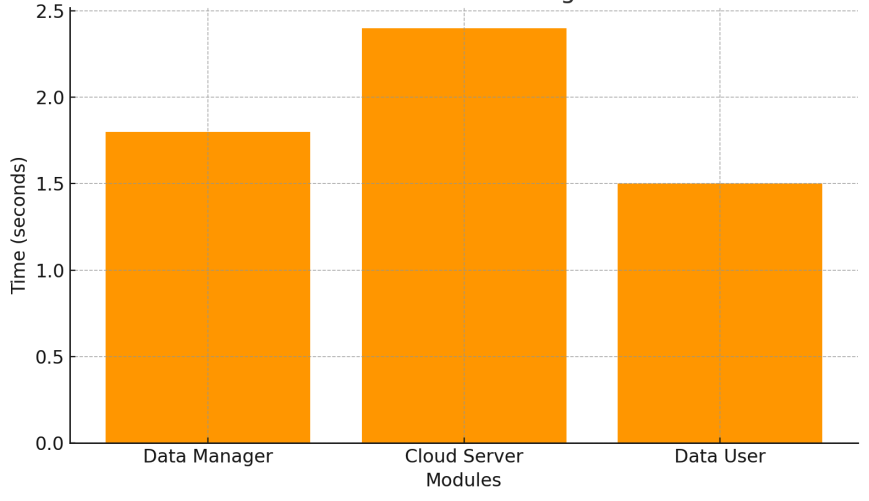 2.5
2.0
1.5
1.0
0.5
0.0
Time (seconds)
Data Manager Cloud Server Data User
Modules